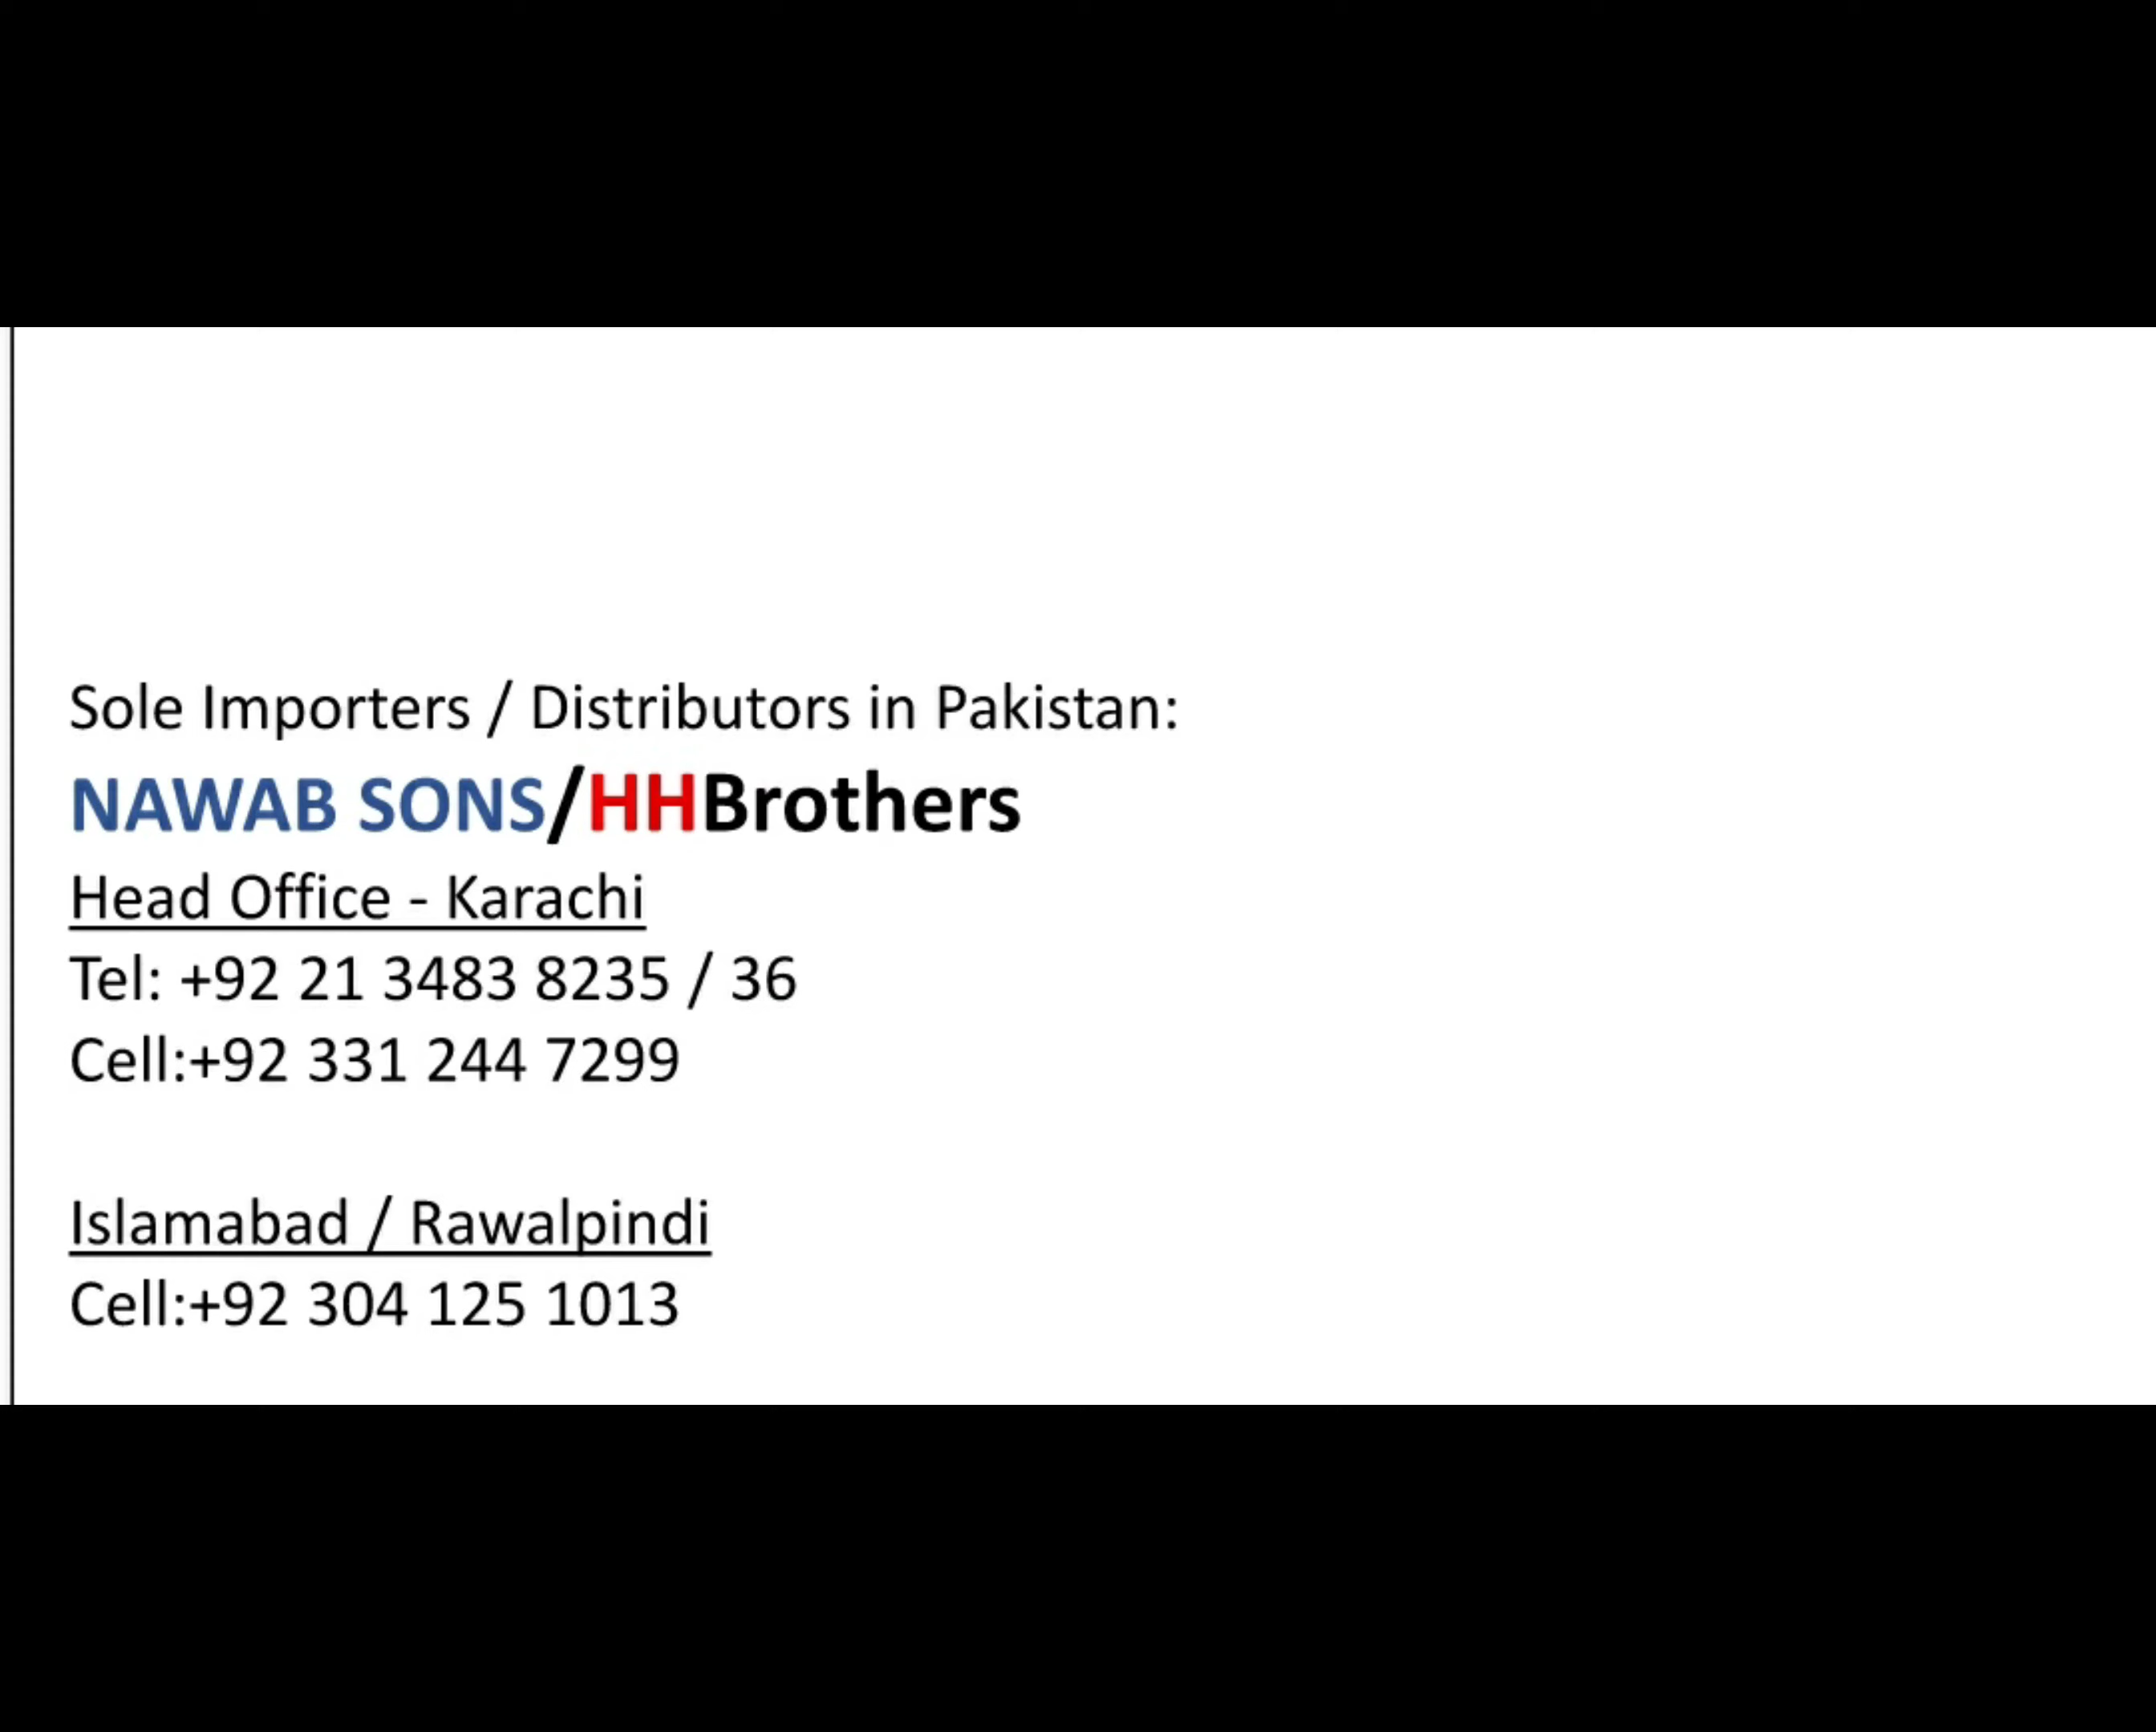 Sole Importers / Distributors in Pakistan:
NAWAB SONS/HHBrothers
Head Office - Karachi
Tel: +92 21 3483 8235 / 36
Cell:+92 331 244 7299
Islamabad / Rawalpindi
Cell:+92 304 125 1013